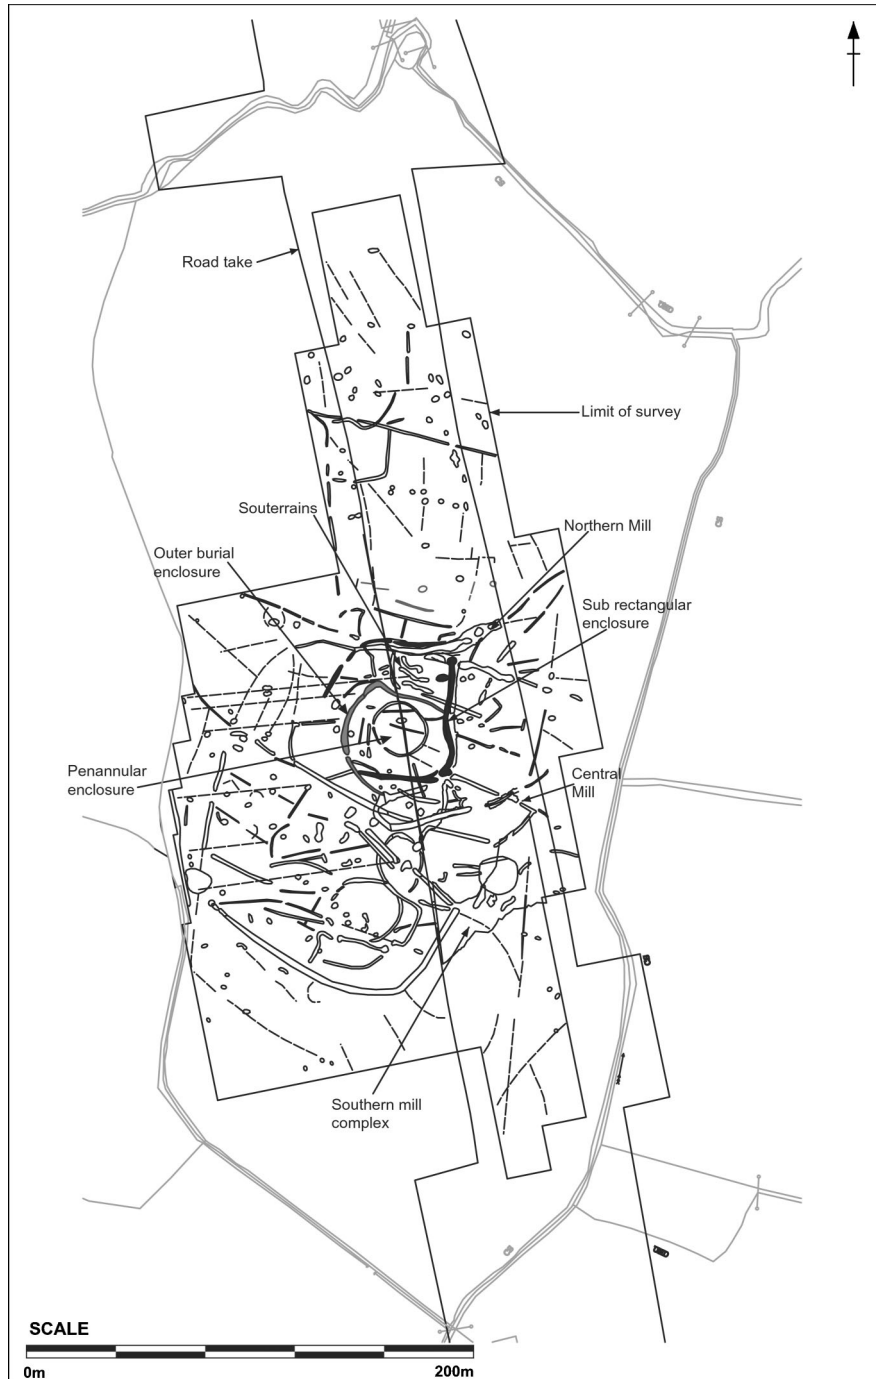 Road take
Limit of survey
Souterrains
Northern Mill
Outer burial
enclosure
Sub rectangular
enclosure
Penannular
enclosure
Central
Mill
Southern mill
complex
SCALE
0m
200m